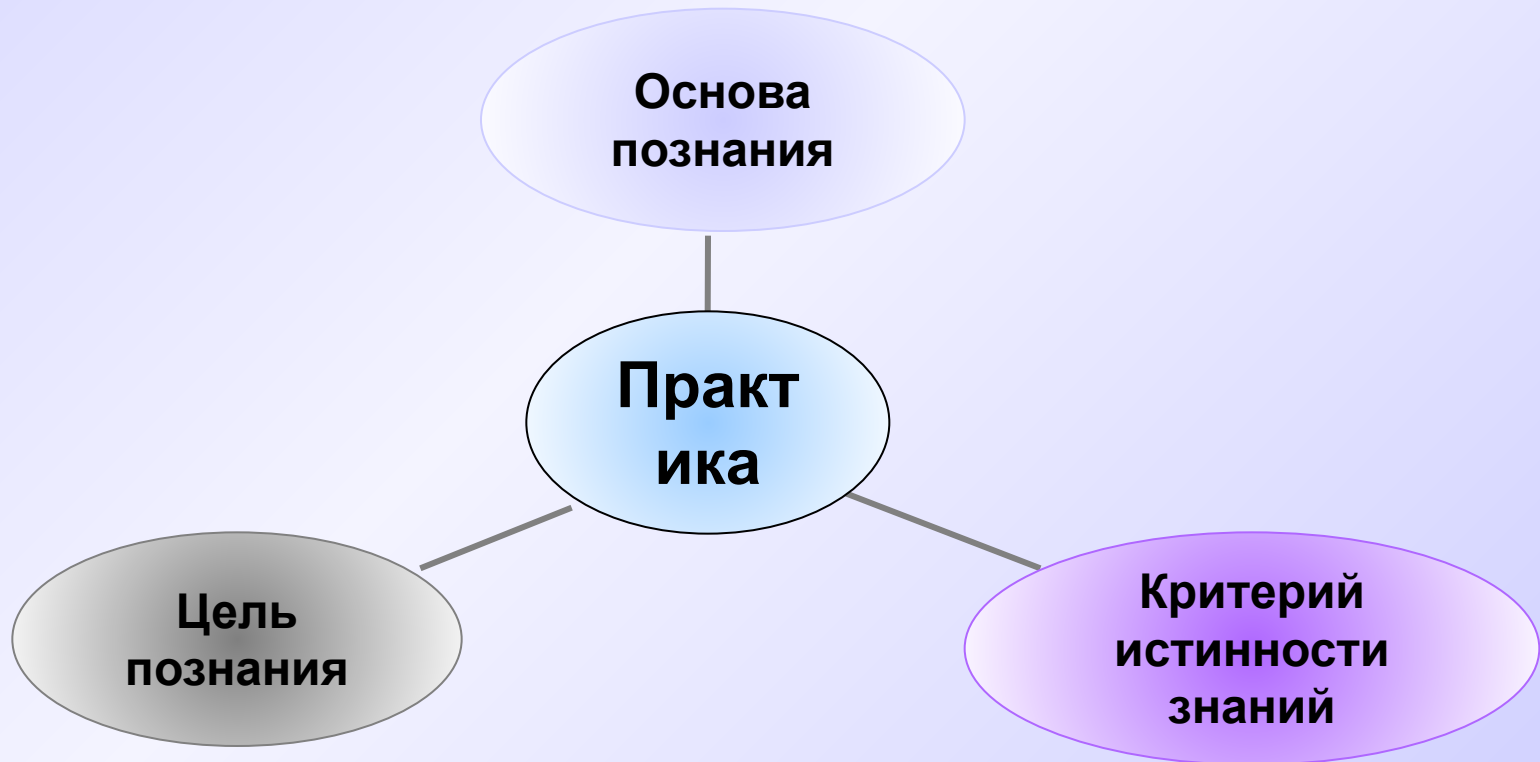 Основа
познания
Практ
ика
Цель
познания
Критерий
истинности
знаний